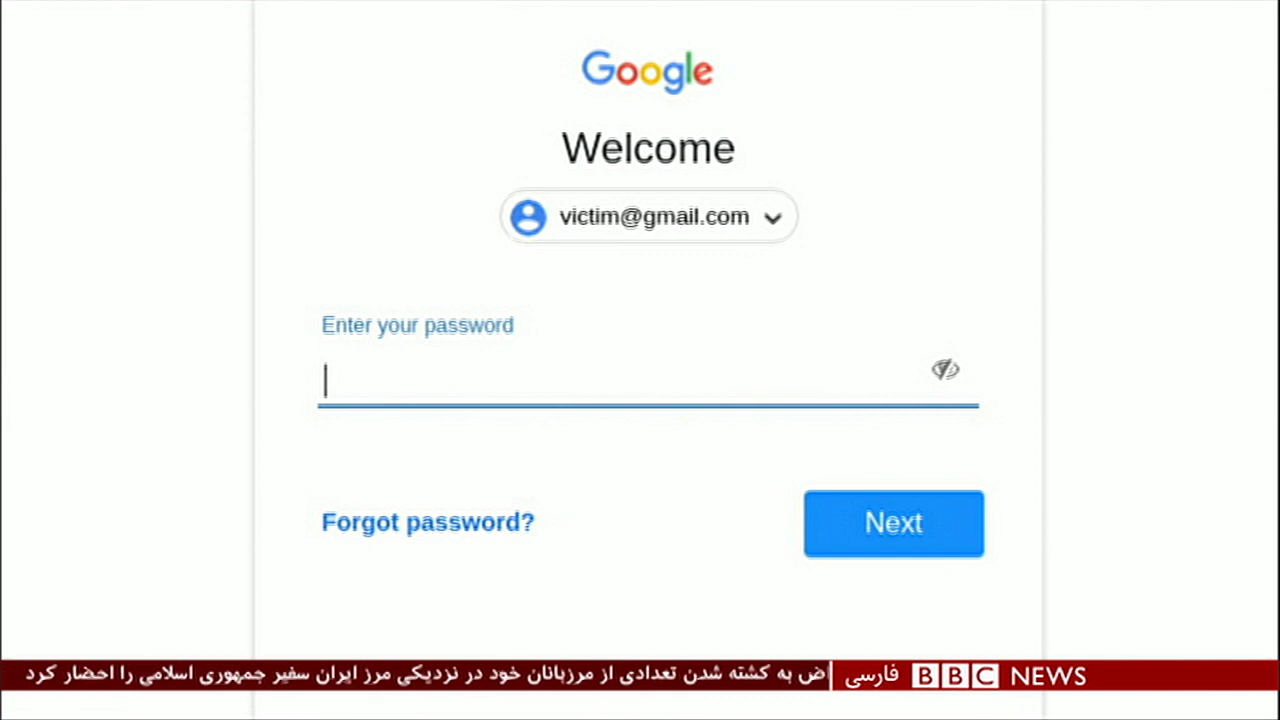 Google
Welcome
victim@gmail.com
Enter your password
Forgot password?
Next
به کشته شدن تعدادی از مرزبانان خود در نزدیکی مرز ایران سفیر جمهوری اسلامی را احضار کرد
فارسی BBC NEWS